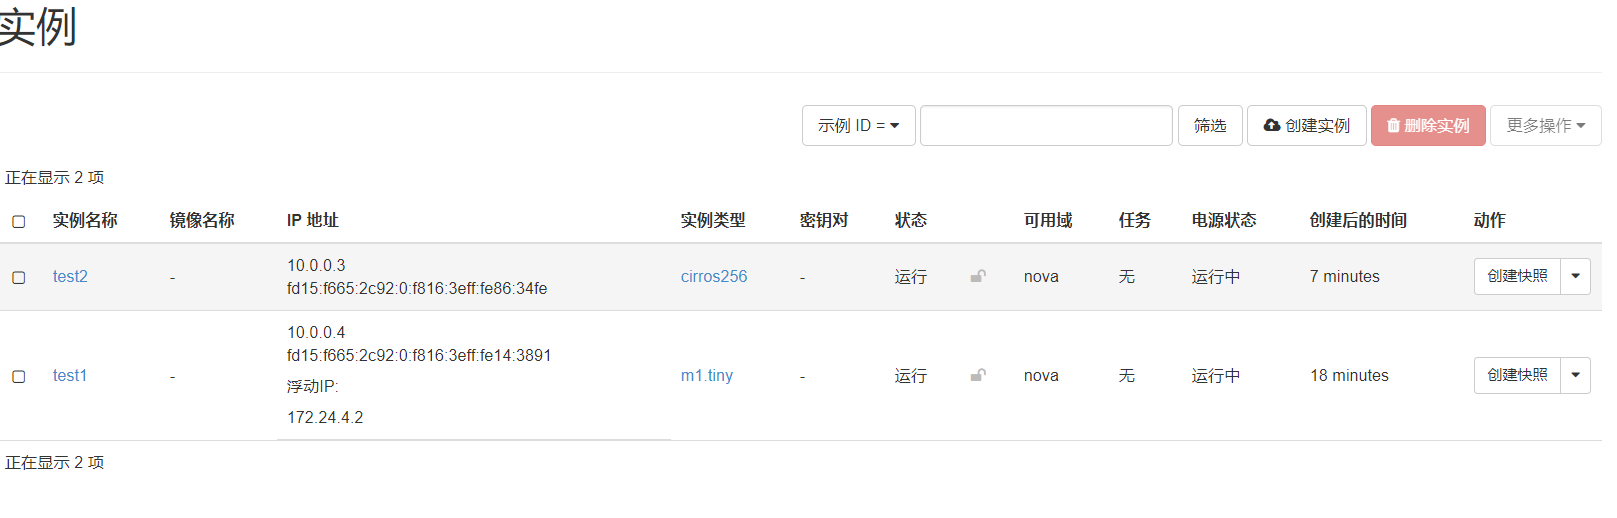 实例
示例 ID = 筛选 创建实例 删除实例 更多操作
正在显示 2 项
实例名称 镜像名称 IP 地址 实例类型 密钥对 状态 可用域 任务 电源状态 创建后的时间 动作
test2 - 10.0.0.3 cirros256 - 运行 nova 无 运行中 7 minutes 创建快照
fd15:f665:2c92:0:f816:3eff:fe86:34fe
10.0.0.4
fd15:f665:2c92:0:f816:3eff:fe14:3891
test1 - 浮动IP: m1.tiny - 运行 nova 无 运行中 18 minutes 创建快照
172.24.4.2
正在显示 2 项